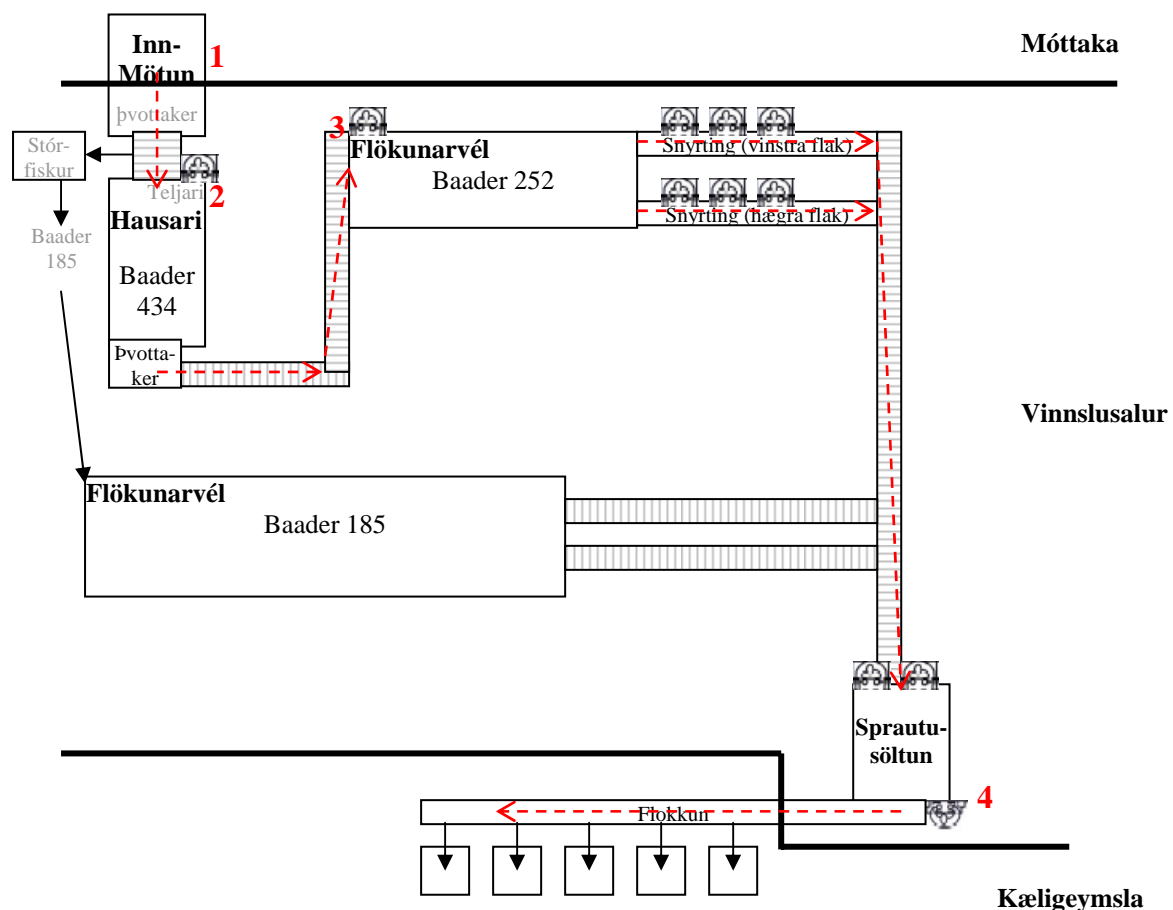 Móttaka
Inn-
Mötun
1
þvottaker
Stór-
fiskur
Teljari
2
Hausari
Baader
434
Baader
185
Þvotta-
ker
3
Flökunarvél
Baader 252
Snyrting (vinstra flak)
Snyrting (hægra flak)
Vinnslusalur
Flökunarvél
Baader 185
Sprautu-
söltun
4
Flokkun
Kæligeymsla